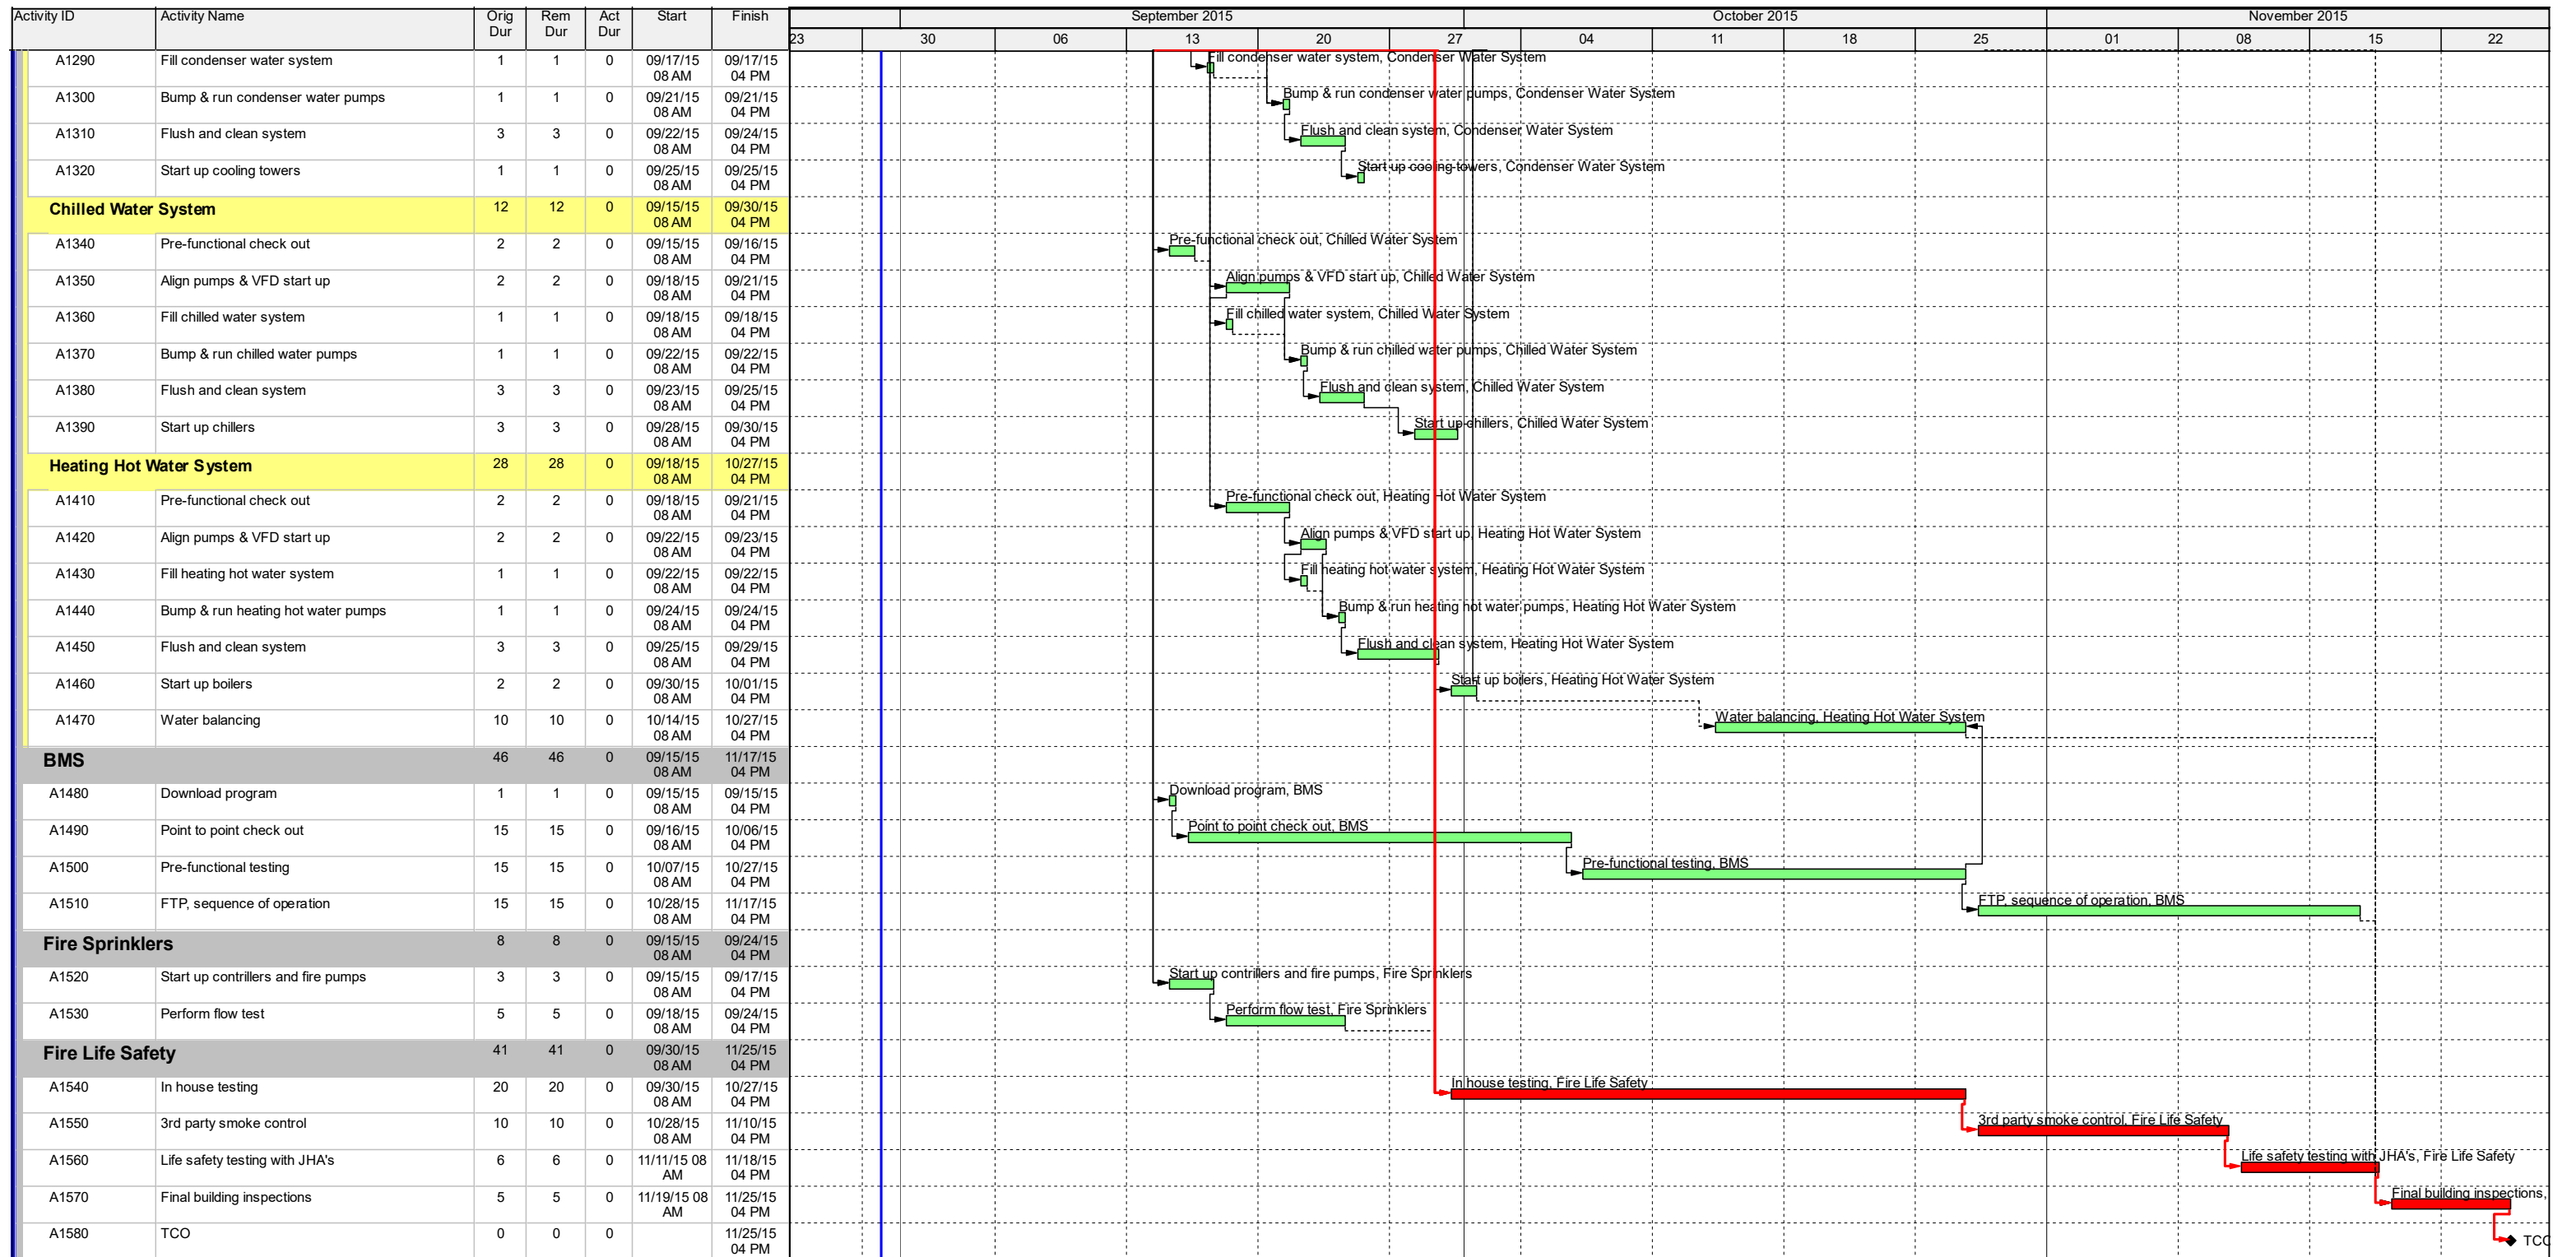 Activity ID Activity Name Orig Dur Rem Dur Act Dur Start Finish September 2015 October 2015 November 2015
23 30 06 13 20 27 04 11 18 25 01 08 15 22
A1290 Fill condenser water system 1 1 0 09/17/15 08 AM 09/17/15 04 PM Fill condenser water system, Condenser Water System
A1300 Bump & run condenser water pumps 1 1 0 09/21/15 08 AM 09/21/15 04 PM Bump & run condenser water pumps, Condenser Water System
A1310 Flush and clean system 3 3 0 09/22/15 08 AM 09/24/15 04 PM Flush and clean system, Condenser Water System
A1320 Start up cooling towers 1 1 0 09/25/15 08 AM 09/25/15 04 PM Start up cooling towers, Condenser Water System
Chilled Water System 12 12 0 09/15/15 08 AM 09/30/15 04 PM
A1340 Pre-functional check out 2 2 0 09/15/15 08 AM 09/16/15 04 PM Pre-functional check out, Chilled Water System
A1350 Align pumps & VFD start up 2 2 0 09/18/15 08 AM 09/21/15 04 PM Align pumps & VFD start up, Chilled Water System
A1360 Fill chilled water system 1 1 0 09/18/15 08 AM 09/18/15 04 PM Fill chilled water system, Chilled Water System
A1370 Bump & run chilled water pumps 1 1 0 09/22/15 08 AM 09/22/15 04 PM Bump & run chilled water pumps, Chilled Water System
A1380 Flush and clean system 3 3 0 09/23/15 08 AM 09/25/15 04 PM Flush and clean system, Chilled Water System
A1390 Start up chillers 3 3 0 09/28/15 08 AM 09/30/15 04 PM Start up chillers, Chilled Water System
Heating Hot Water System 28 28 0 09/18/15 08 AM 10/27/15 04 PM
A1410 Pre-functional check out 2 2 0 09/18/15 08 AM 09/21/15 04 PM Pre-functional check out, Heating Hot Water System
A1420 Align pumps & VFD start up 2 2 0 09/22/15 08 AM 09/23/15 04 PM Align pumps & VFD start up, Heating Hot Water System
A1430 Fill heating hot water system 1 1 0 09/22/15 08 AM 09/22/15 04 PM Fill heating hot water system, Heating Hot Water System
A1440 Bump & run heating hot water pumps 1 1 0 09/24/15 08 AM 09/24/15 04 PM Bump & run heating hot water pumps, Heating Hot Water System
A1450 Flush and clean system 3 3 0 09/25/15 08 AM 09/29/15 04 PM Flush and clean system, Heating Hot Water System
A1460 Start up boilers 2 2 0 09/30/15 08 AM 10/01/15 04 PM Start up boilers, Heating Hot Water System
A1470 Water balancing 10 10 0 10/14/15 08 AM 10/27/15 04 PM Water balancing, Heating Hot Water System
BMS 46 46 0 09/15/15 08 AM 11/17/15 04 PM
A1480 Download program 1 1 0 09/15/15 08 AM 09/15/15 04 PM Download program, BMS
A1490 Point to point check out 15 15 0 09/16/15 08 AM 10/06/15 04 PM Point to point check out, BMS
A1500 Pre-functional testing 15 15 0 10/07/15 08 AM 10/27/15 04 PM Pre-functional testing, BMS
A1510 FTP, sequence of operation 15 15 0 10/28/15 08 AM 11/17/15 04 PM FTP, sequence of operation, BMS
Fire Sprinklers 8 8 0 09/15/15 08 AM 09/24/15 04 PM
A1520 Start up contrillers and fire pumps 3 3 0 09/15/15 08 AM 09/17/15 04 PM Start up contrillers and fire pumps, Fire Sprinklers
A1530 Perform flow test 5 5 0 09/18/15 08 AM 09/24/15 04 PM Perform flow test, Fire Sprinklers
Fire Life Safety 41 41 0 09/30/15 08 AM 11/25/15 04 PM
A1540 In house testing 20 20 0 09/30/15 08 AM 10/27/15 04 PM In house testing, Fire Life Safety
A1550 3rd party smoke control 10 10 0 10/28/15 08 AM 11/10/15 04 PM 3rd party smoke control, Fire Life Safety
A1560 Life safety testing with JHA's 6 6 0 11/11/15 08 AM 11/18/15 04 PM Life safety testing with JHA's, Fire Life Safety
A1570 Final building inspections 5 5 0 11/19/15 08 AM 11/25/15 04 PM Final building inspections,
A1580 TCO 0 0 0 11/25/15 04 PM TCO